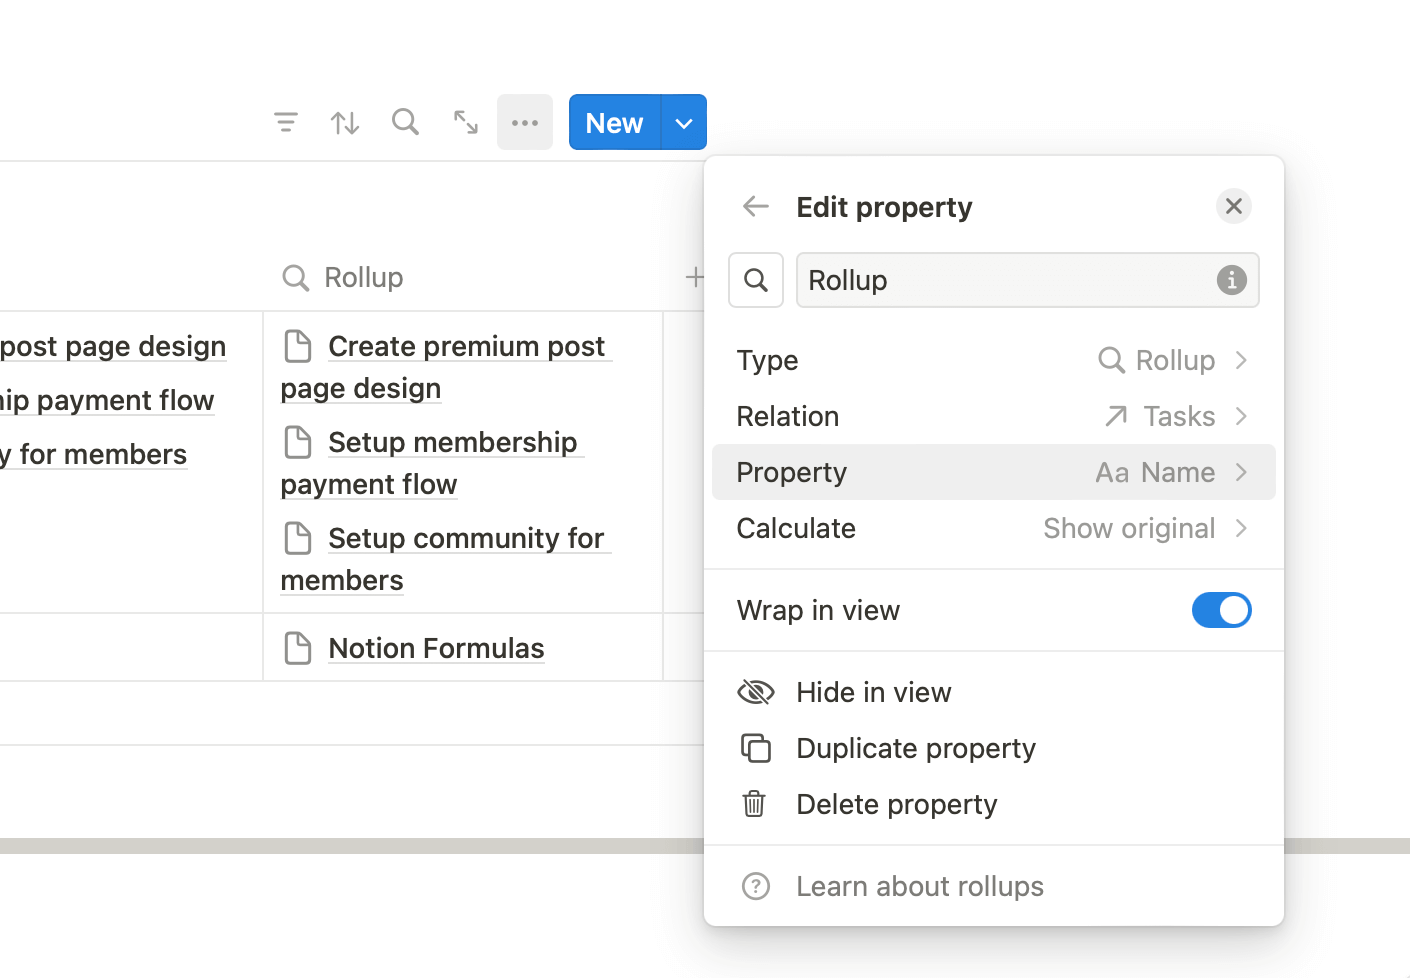 New
Edit property
Rollup
Rollup
post page design
ip payment flow
y for members
Create premium post
page design
Setup membership
payment flow
Setup community for
members
Notion Formulas
Type Rollup
Relation Tasks
Property Aa Name
Calculate Show original
Wrap in view
Hide in view
Duplicate property
Delete property
Learn about rollups